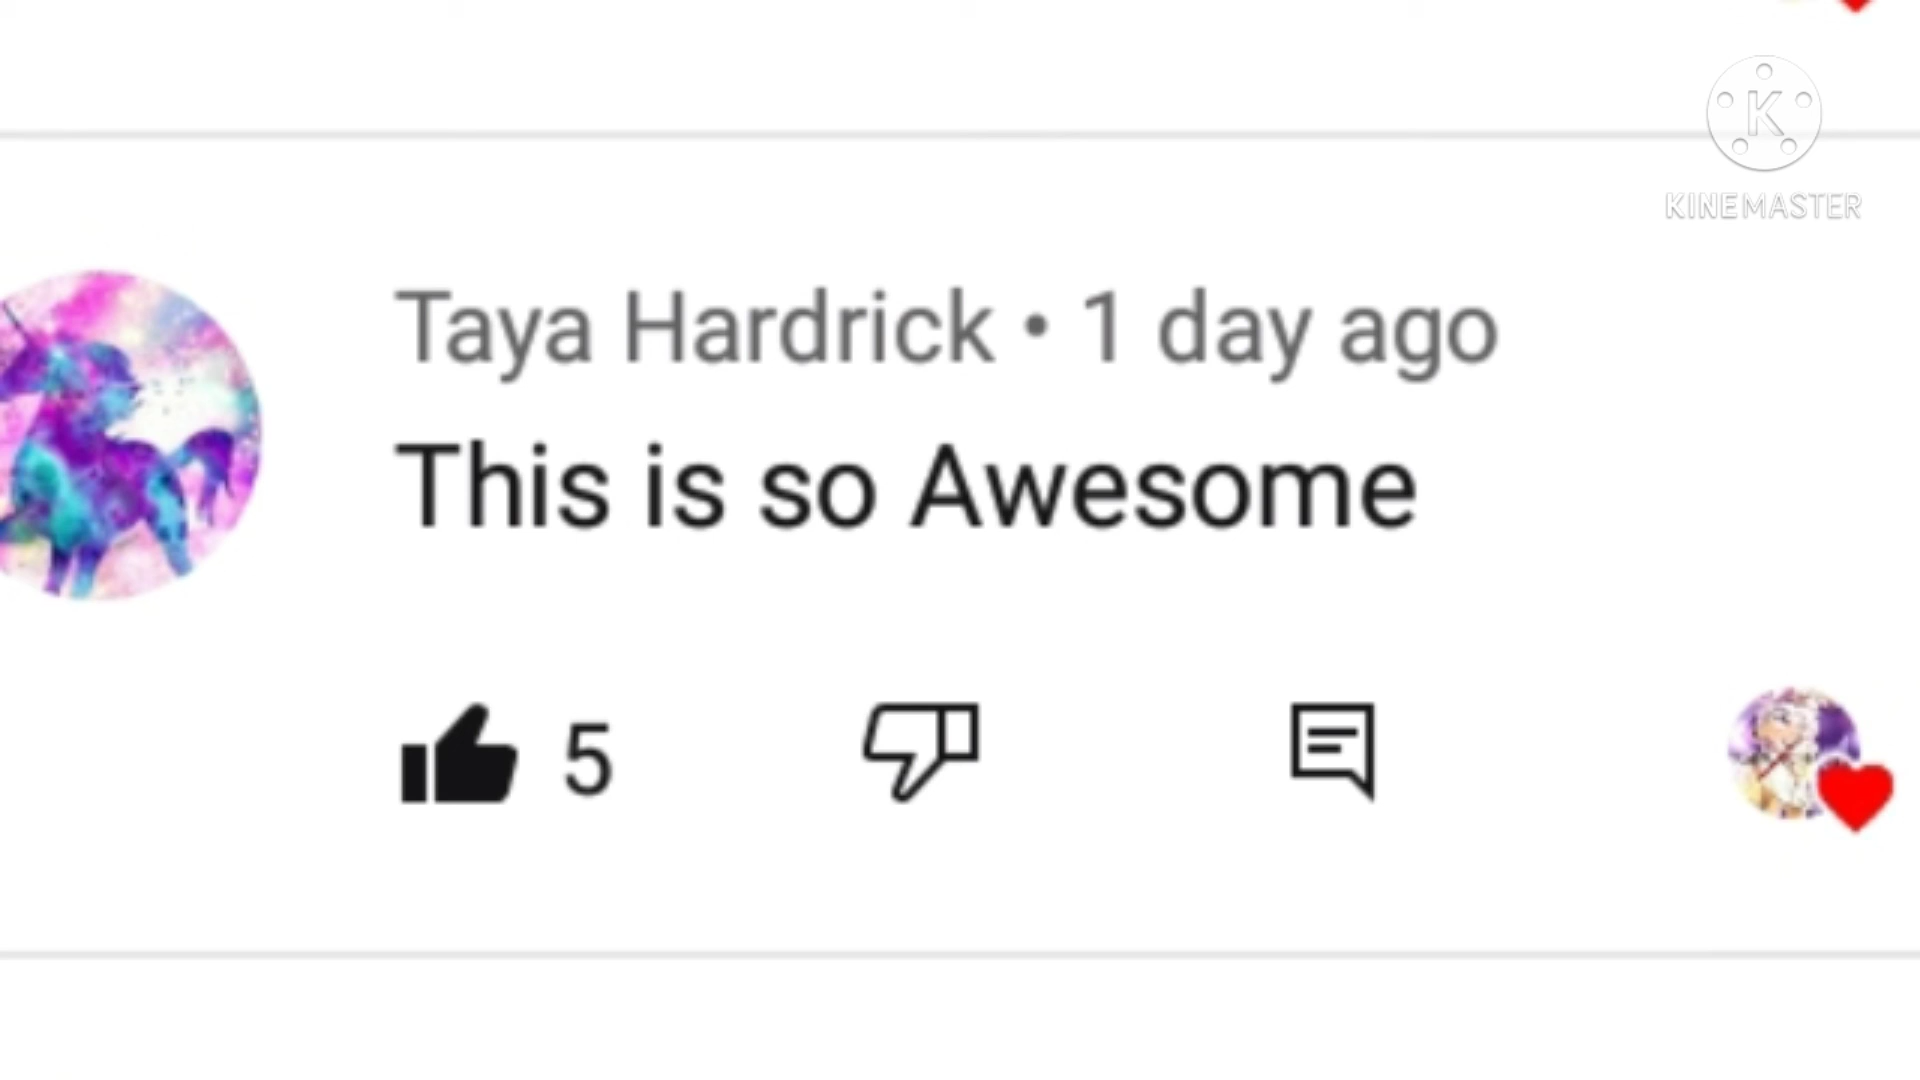 K
KINEMASTER
Taya Hardrick • 1 day ago
This is so Awesome
5